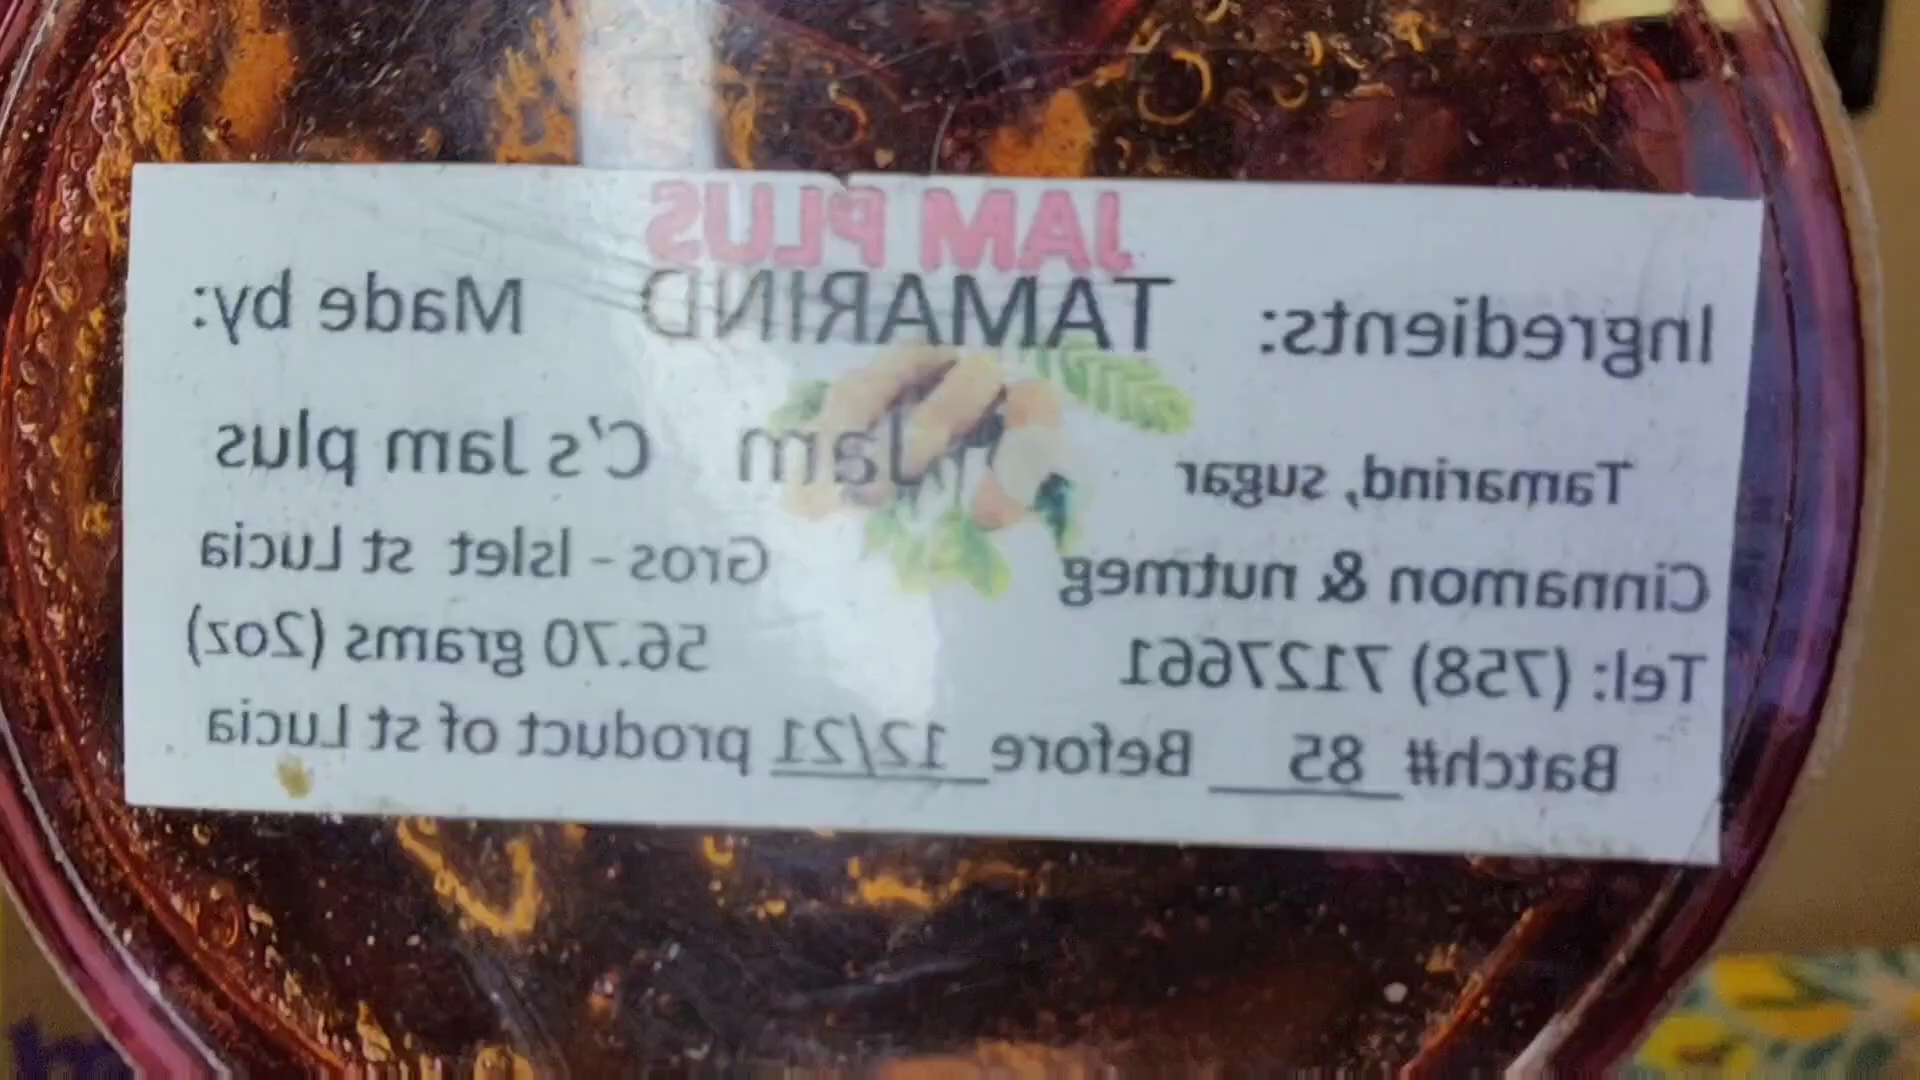 JAM PLUS
Ingredients: TAMARIND Made by:
Jam C's Jam plus
Tamarind, sugar
Gros - Islet st Lucia
Cinnamon & nutmeg
56.70 grams (2oz)
Tel: (758) 7127661
Batch# 85 Before 12/21 product of st Lucia